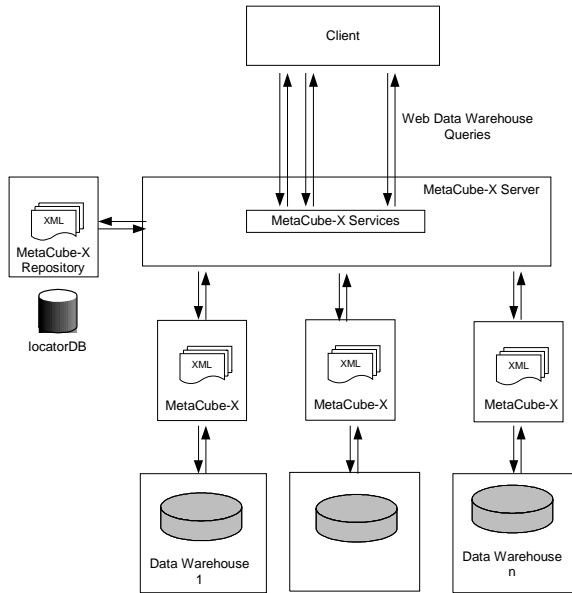 Client
Web Data Warehouse
Queries
MetaCube-X Server
MetaCube-X Services
XML
MetaCube-X
Repository
locatorDB
XML
MetaCube-X
XML
MetaCube-X
XML
MetaCube-X
Data Warehouse
1
Data Warehouse
n